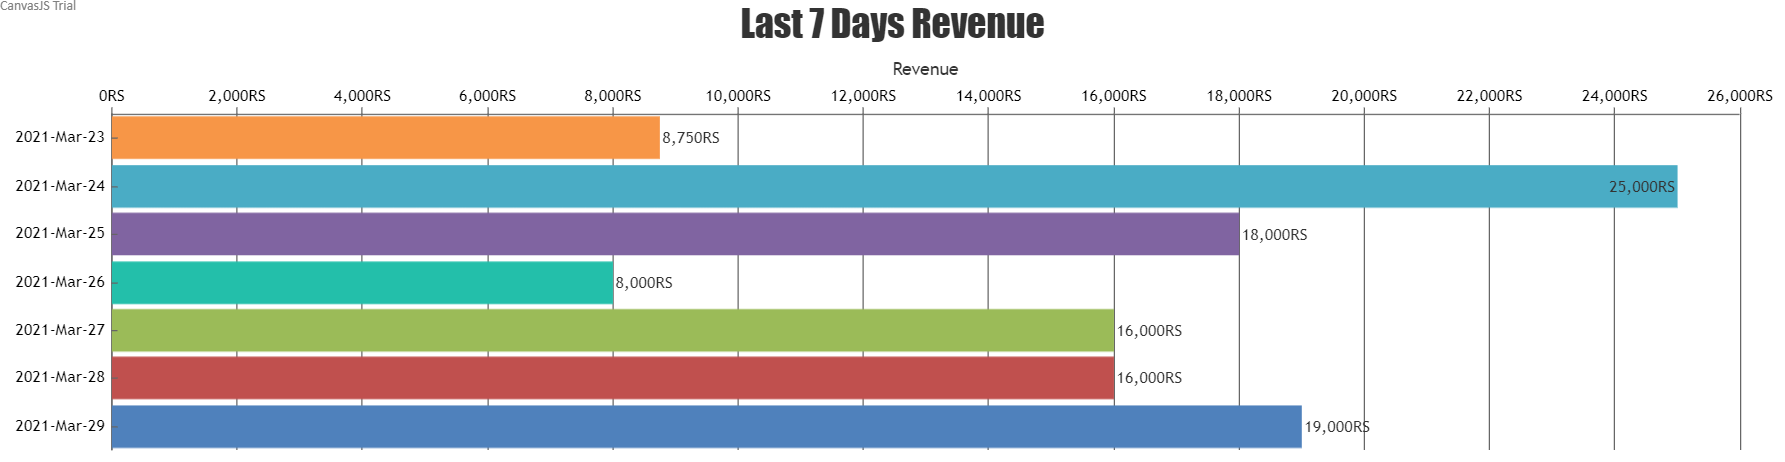 CanvasJS Trial
Last 7 Days Revenue
Revenue
0RS 2,000RS 4,000RS 6,000RS 8,000RS 10,000RS 12,000RS 14,000RS 16,000RS 18,000RS 20,000RS 22,000RS 24,000RS 26,000RS
2021-Mar-23 8,750RS
2021-Mar-24 25,000RS
2021-Mar-25 18,000RS
2021-Mar-26 8,000RS
2021-Mar-27 16,000RS
2021-Mar-28 16,000RS
2021-Mar-29 19,000RS